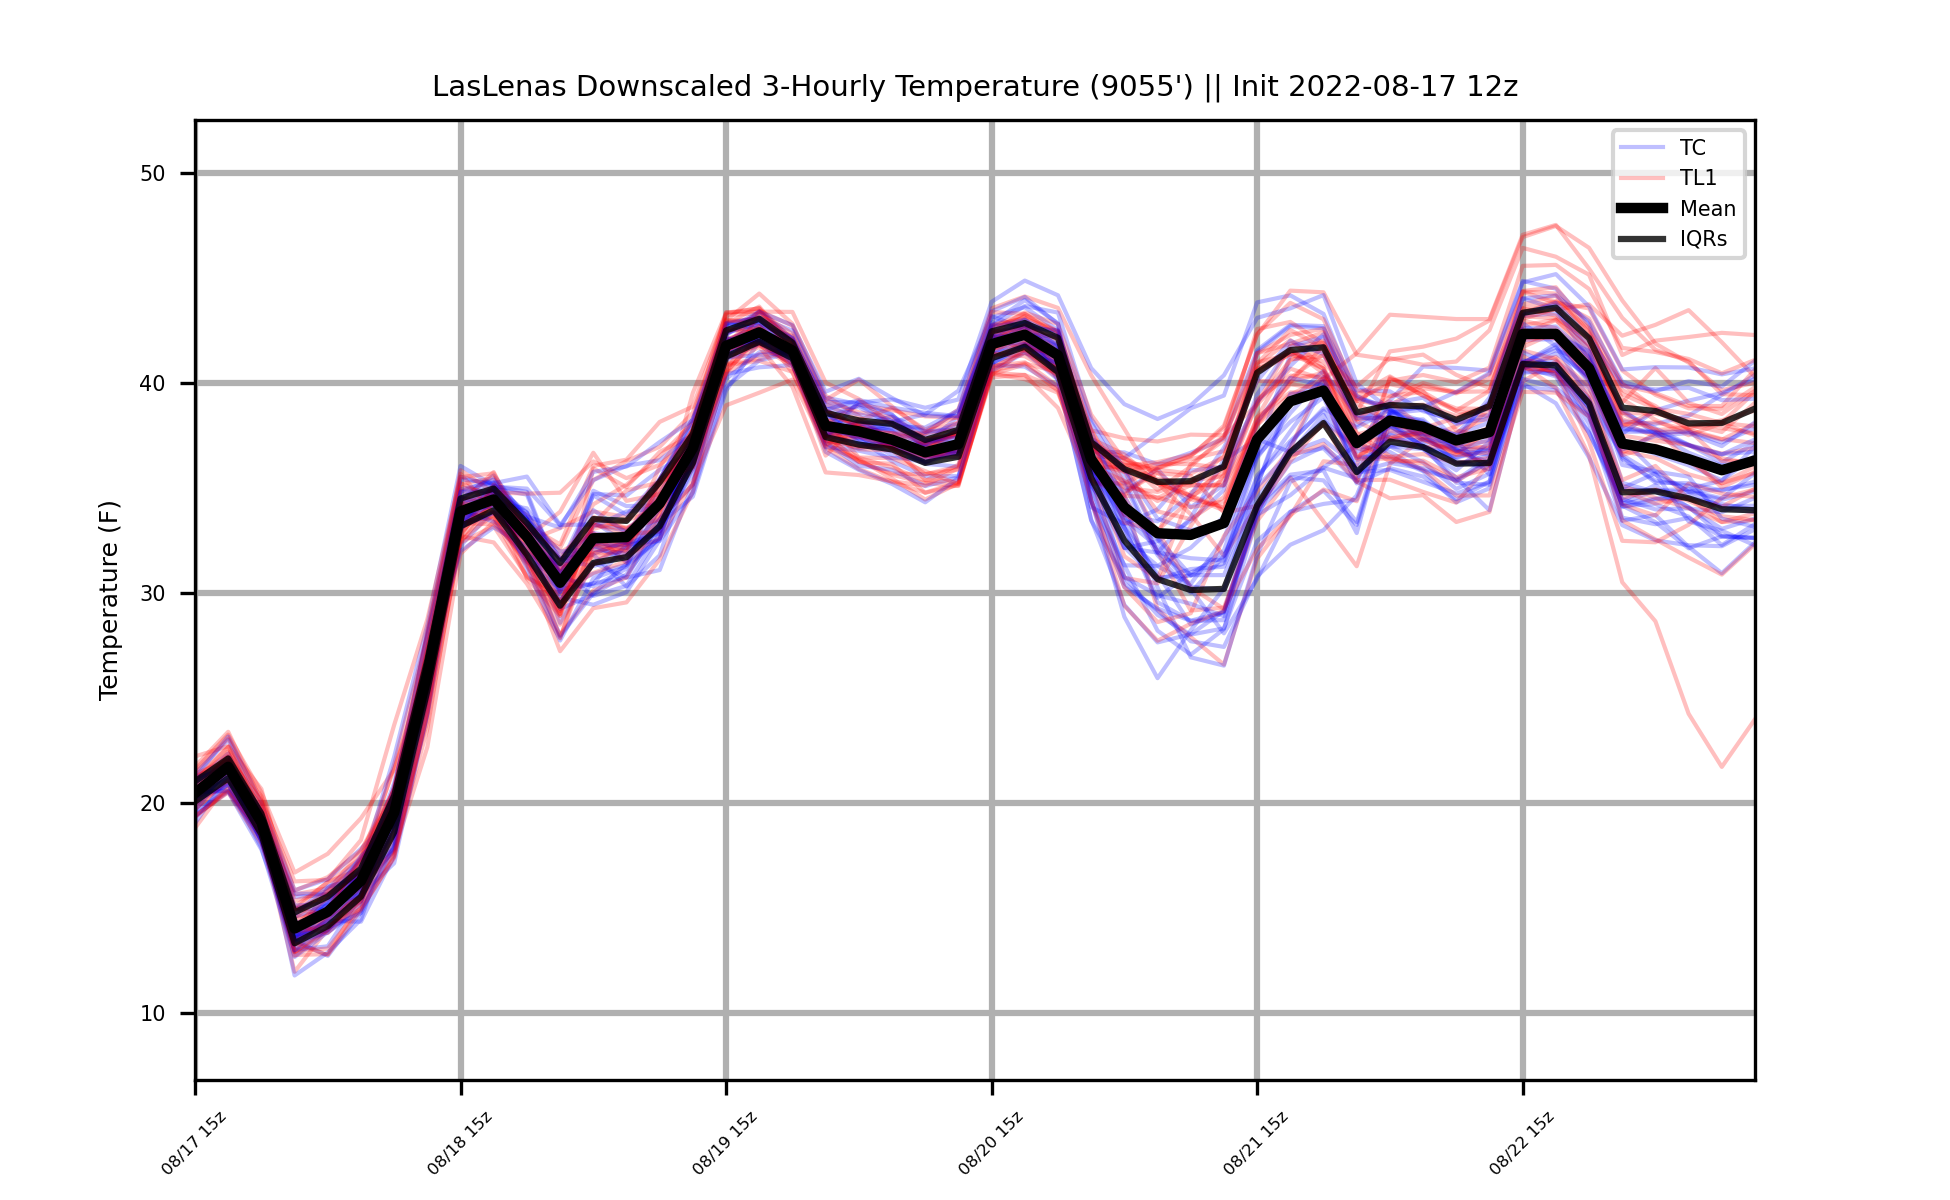 LasLenas Downscaled 3-Hourly Temperature (9055') || Init 2022-08-17 12z
TC
TL1
Mean
IQRs
50
40
30
20
10
Temperature (F)
08/17 15z
08/18 15z
08/19 15z
08/20 15z
08/21 15z
08/22 15z